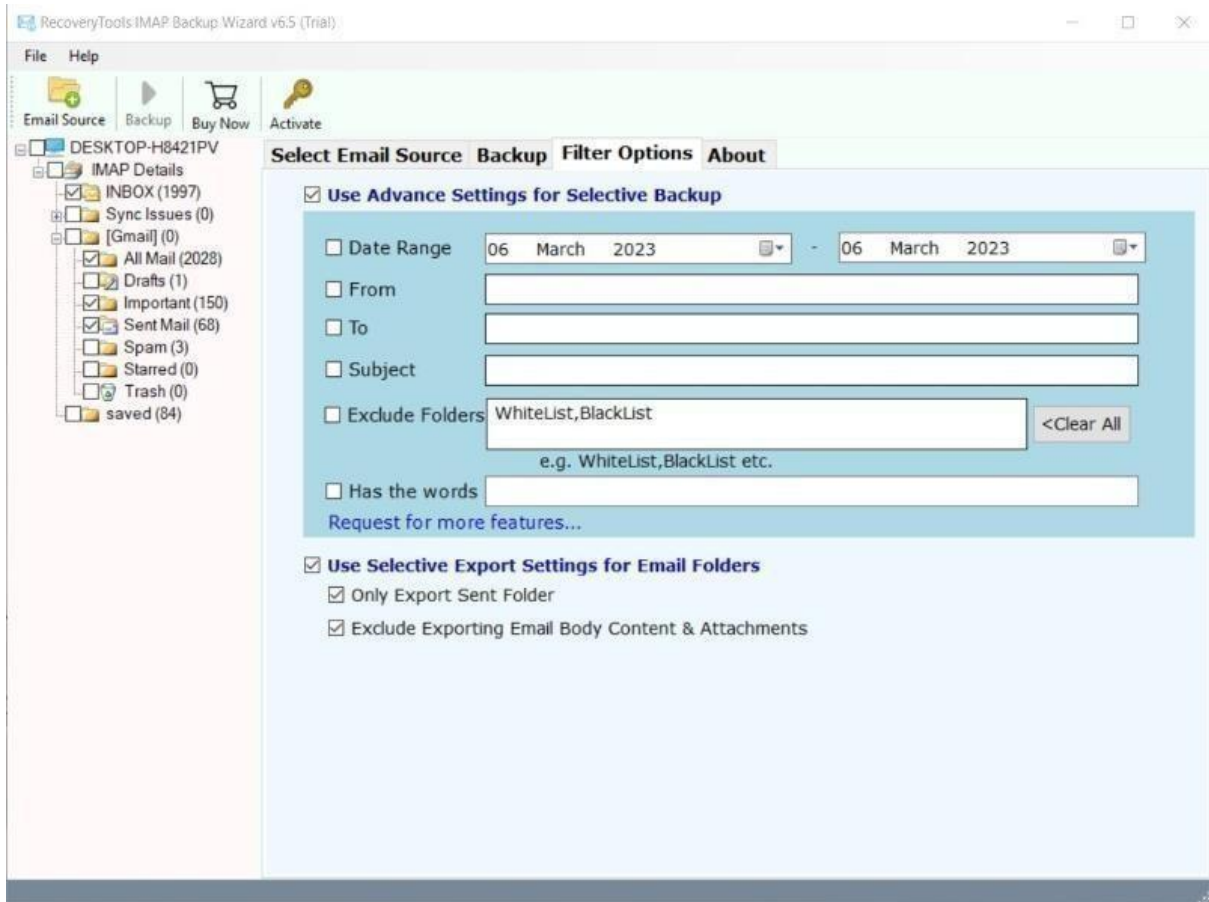 RecoveryTools IMAP Backup Wizard v6.5 (Trial)
File Help
Email Source Backup Buy Now Activate
DESKTOP-H8421PV
IMAP Details
INBOX (1997)
Sync Issues (0)
[Gmail] (0)
All Mail (2028)
Drafts (1)
Important (150)
Sent Mail (68)
Spam (3)
Starred (0)
Trash (0)
saved (84)
Select Email Source Backup Filter Options About
Use Advance Settings for Selective Backup
Date Range 06 March 2023 - 06 March 2023
From
To
Subject
Exclude Folders WhiteList,BlackList <Clear All
e.g. WhiteList,BlackList etc.
Has the words
Request for more features...
Use Selective Export Settings for Email Folders
Only Export Sent Folder
Exclude Exporting Email Body Content & Attachments